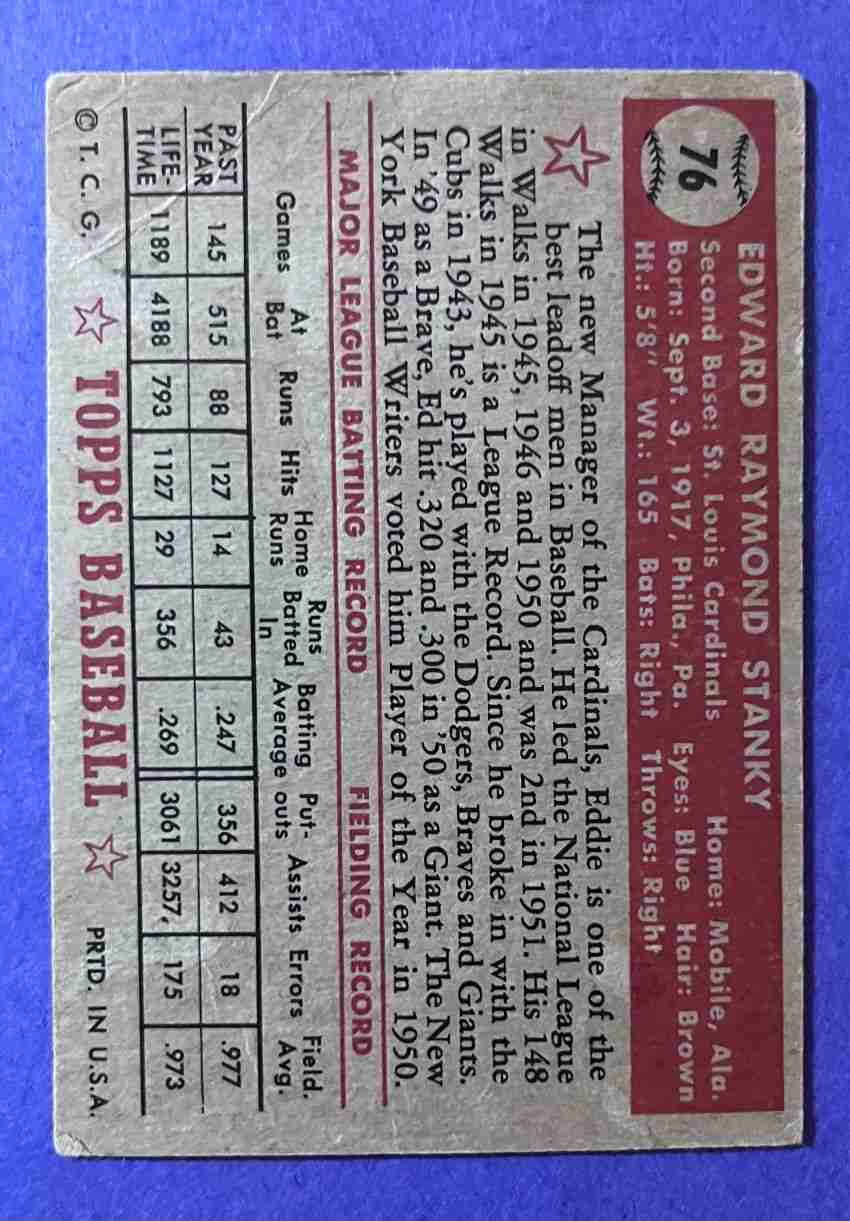 76
EDWARD RAYMOND STANKY
Second Base: St. Louis Cardinals Home: Mobile, Ala.
Born: Sept. 3, 1917, Phila., Pa. Eyes: Blue Hair: Brown
Ht.: 5'8" Wt.: 165 Bats: Right Throws: Right
The new Manager of the Cardinals, Eddie is one of the
best leadoff men in Baseball. He led the National League
in Walks in 1945, 1946 and 1950 and was 2nd in 1951. His 148
Walks in 1945 is a League Record. Since he broke in with the
Cubs in 1943, he's played with the Dodgers, Braves and Giants.
In '49 as a Brave, Ed hit .320 and .300 in '50 as a Giant. The New
York Baseball Writers voted him Player of the Year in 1950.
MAJOR LEAGUE BATTING RECORD FIELDING RECORD
Games At Bat Runs Hits Home Runs Runs Batted In Batting Average Put-outs Assists Errors Field. Avg.
PAST YEAR 145 515 88 127 14 43 .247 356 412 18 .977
LIFE-TIME 1189 4188 793 1127 29 356 .269 3061 3257 175 .973
© T. C. G. TOPPS BASEBALL PRTD. IN U.S.A.